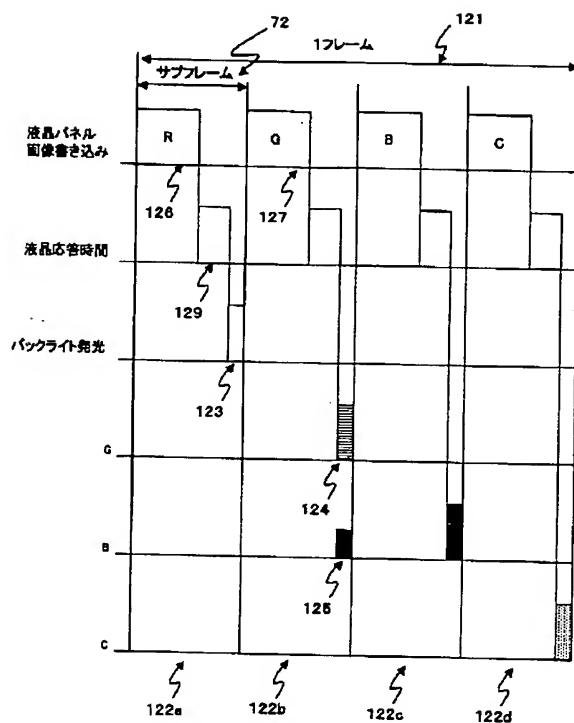 72
121
1フレーム
サブフレーム
液晶パネル
画像書き込み
R
G
B
C
126
127
液晶応答時間
129
バックライト発光
123
G
124
B
125
C
122a
122b
122c
122d